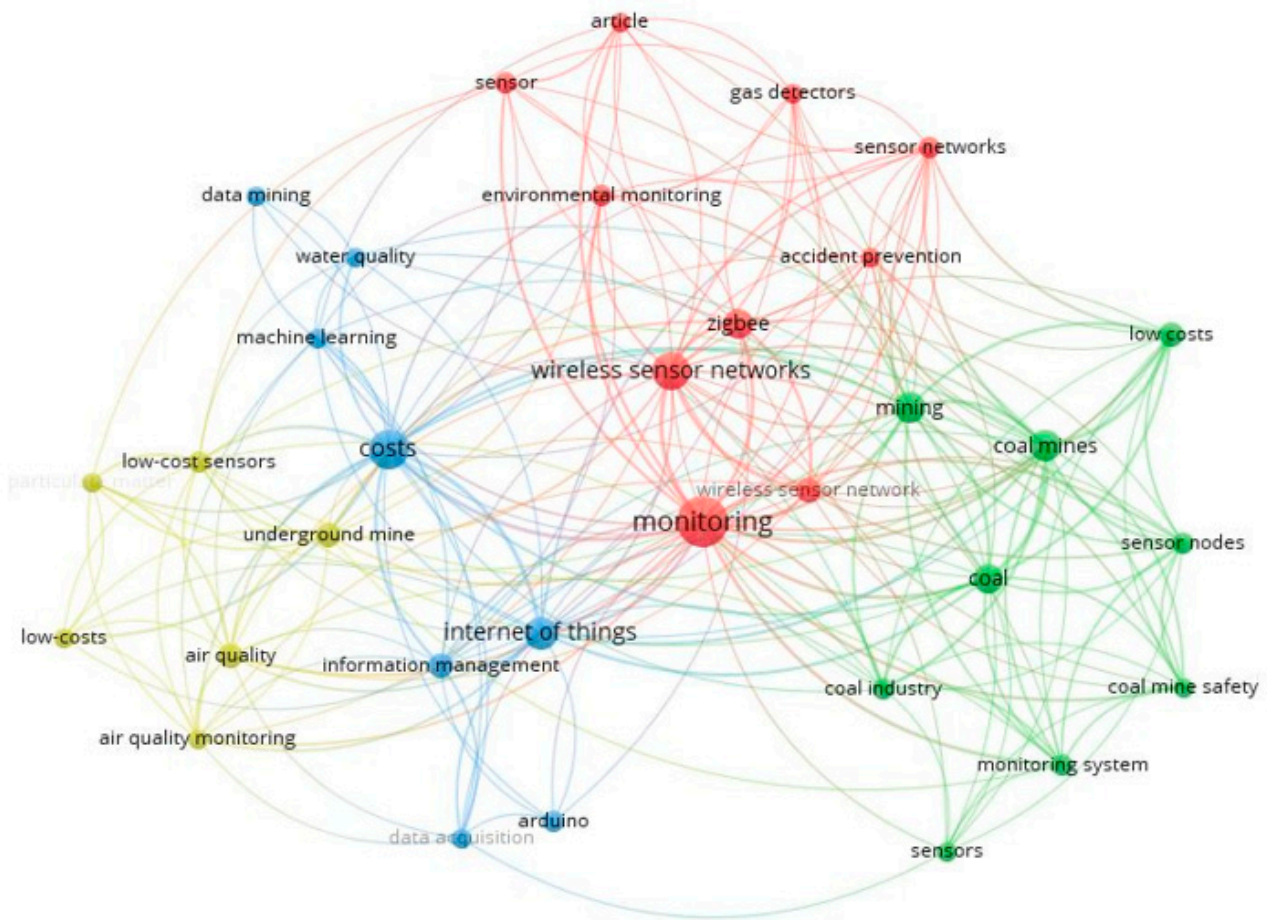 article
sensor
gas detectors
sensor networks
data mining
environmental monitoring
water quality
accident prevention
zigbee
low costs
machine learning
wireless sensor networks
mining
costs
coal mines
low-cost sensors
particulate matter
wireless sensor network
monitoring
underground mine
sensor nodes
coal
low-costs
internet of things
air quality
information management
coal industry
coal mine safety
air quality monitoring
monitoring system
arduino
data acquisition
sensors